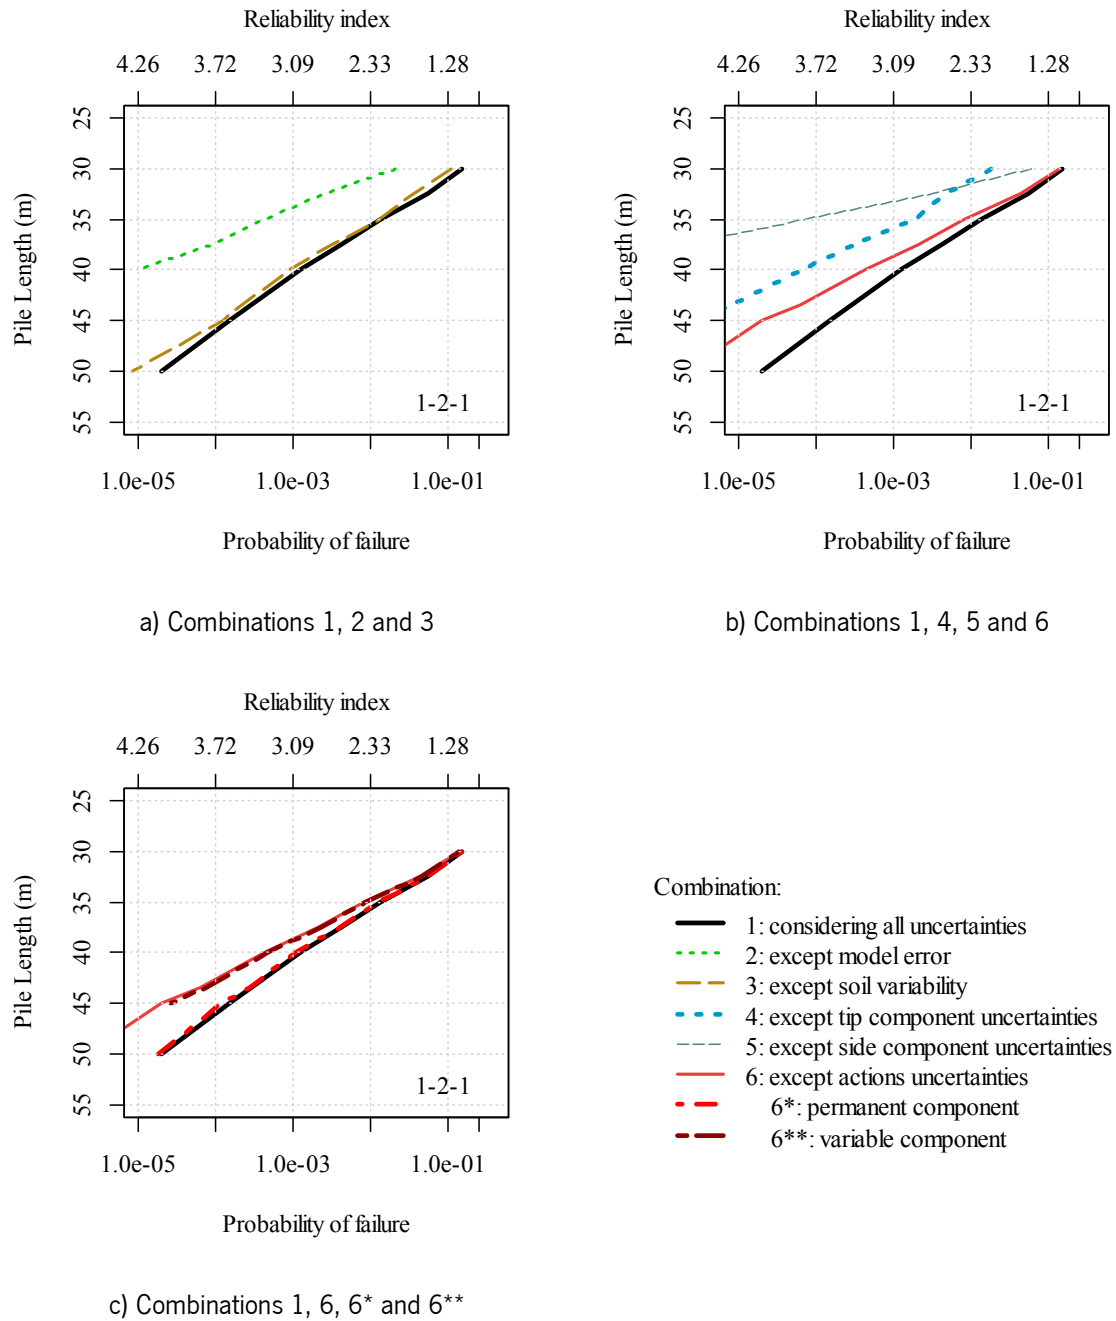 Reliability index
4.26 3.72 3.09 2.33 1.28
25
30
35
40
45
50
55
Pile Length (m)
1-2-1
1.0e-05 1.0e-03 1.0e-01
Probability of failure
a) Combinations 1, 2 and 3
Reliability index
4.26 3.72 3.09 2.33 1.28
25
30
35
40
45
50
55
Pile Length (m)
1-2-1
1.0e-05 1.0e-03 1.0e-01
Probability of failure
b) Combinations 1, 4, 5 and 6
Reliability index
4.26 3.72 3.09 2.33 1.28
25
30
35
40
45
50
55
Pile Length (m)
1-2-1
1.0e-05 1.0e-03 1.0e-01
Probability of failure
c) Combinations 1, 6, 6* and 6**
Combination:
1: considering all uncertainties
2: except model error
3: except soil variability
4: except tip component uncertainties
5: except side component uncertainties
6: except actions uncertainties
6*: permanent component
6**: variable component